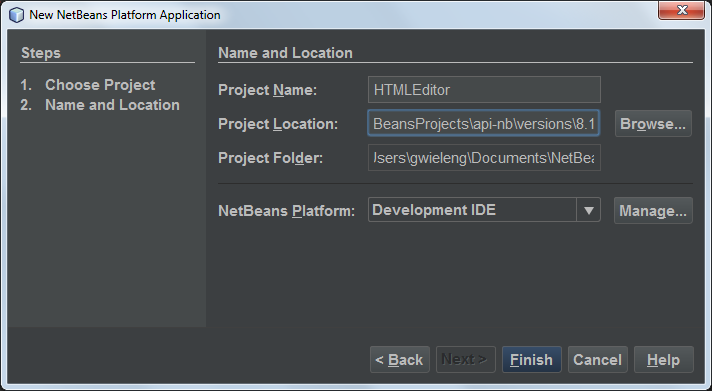 New NetBeans Platform Application
Steps
1. Choose Project
2. Name and Location
Name and Location
Project Name: HTMLEditor
Project Location: BeansProjects\api-nb\versions\8.1 Browse...
Project Folder: Users\gwieleng\Documents\NetBea
NetBeans Platform: Development IDE Manage...
< Back Next > Finish Cancel Help